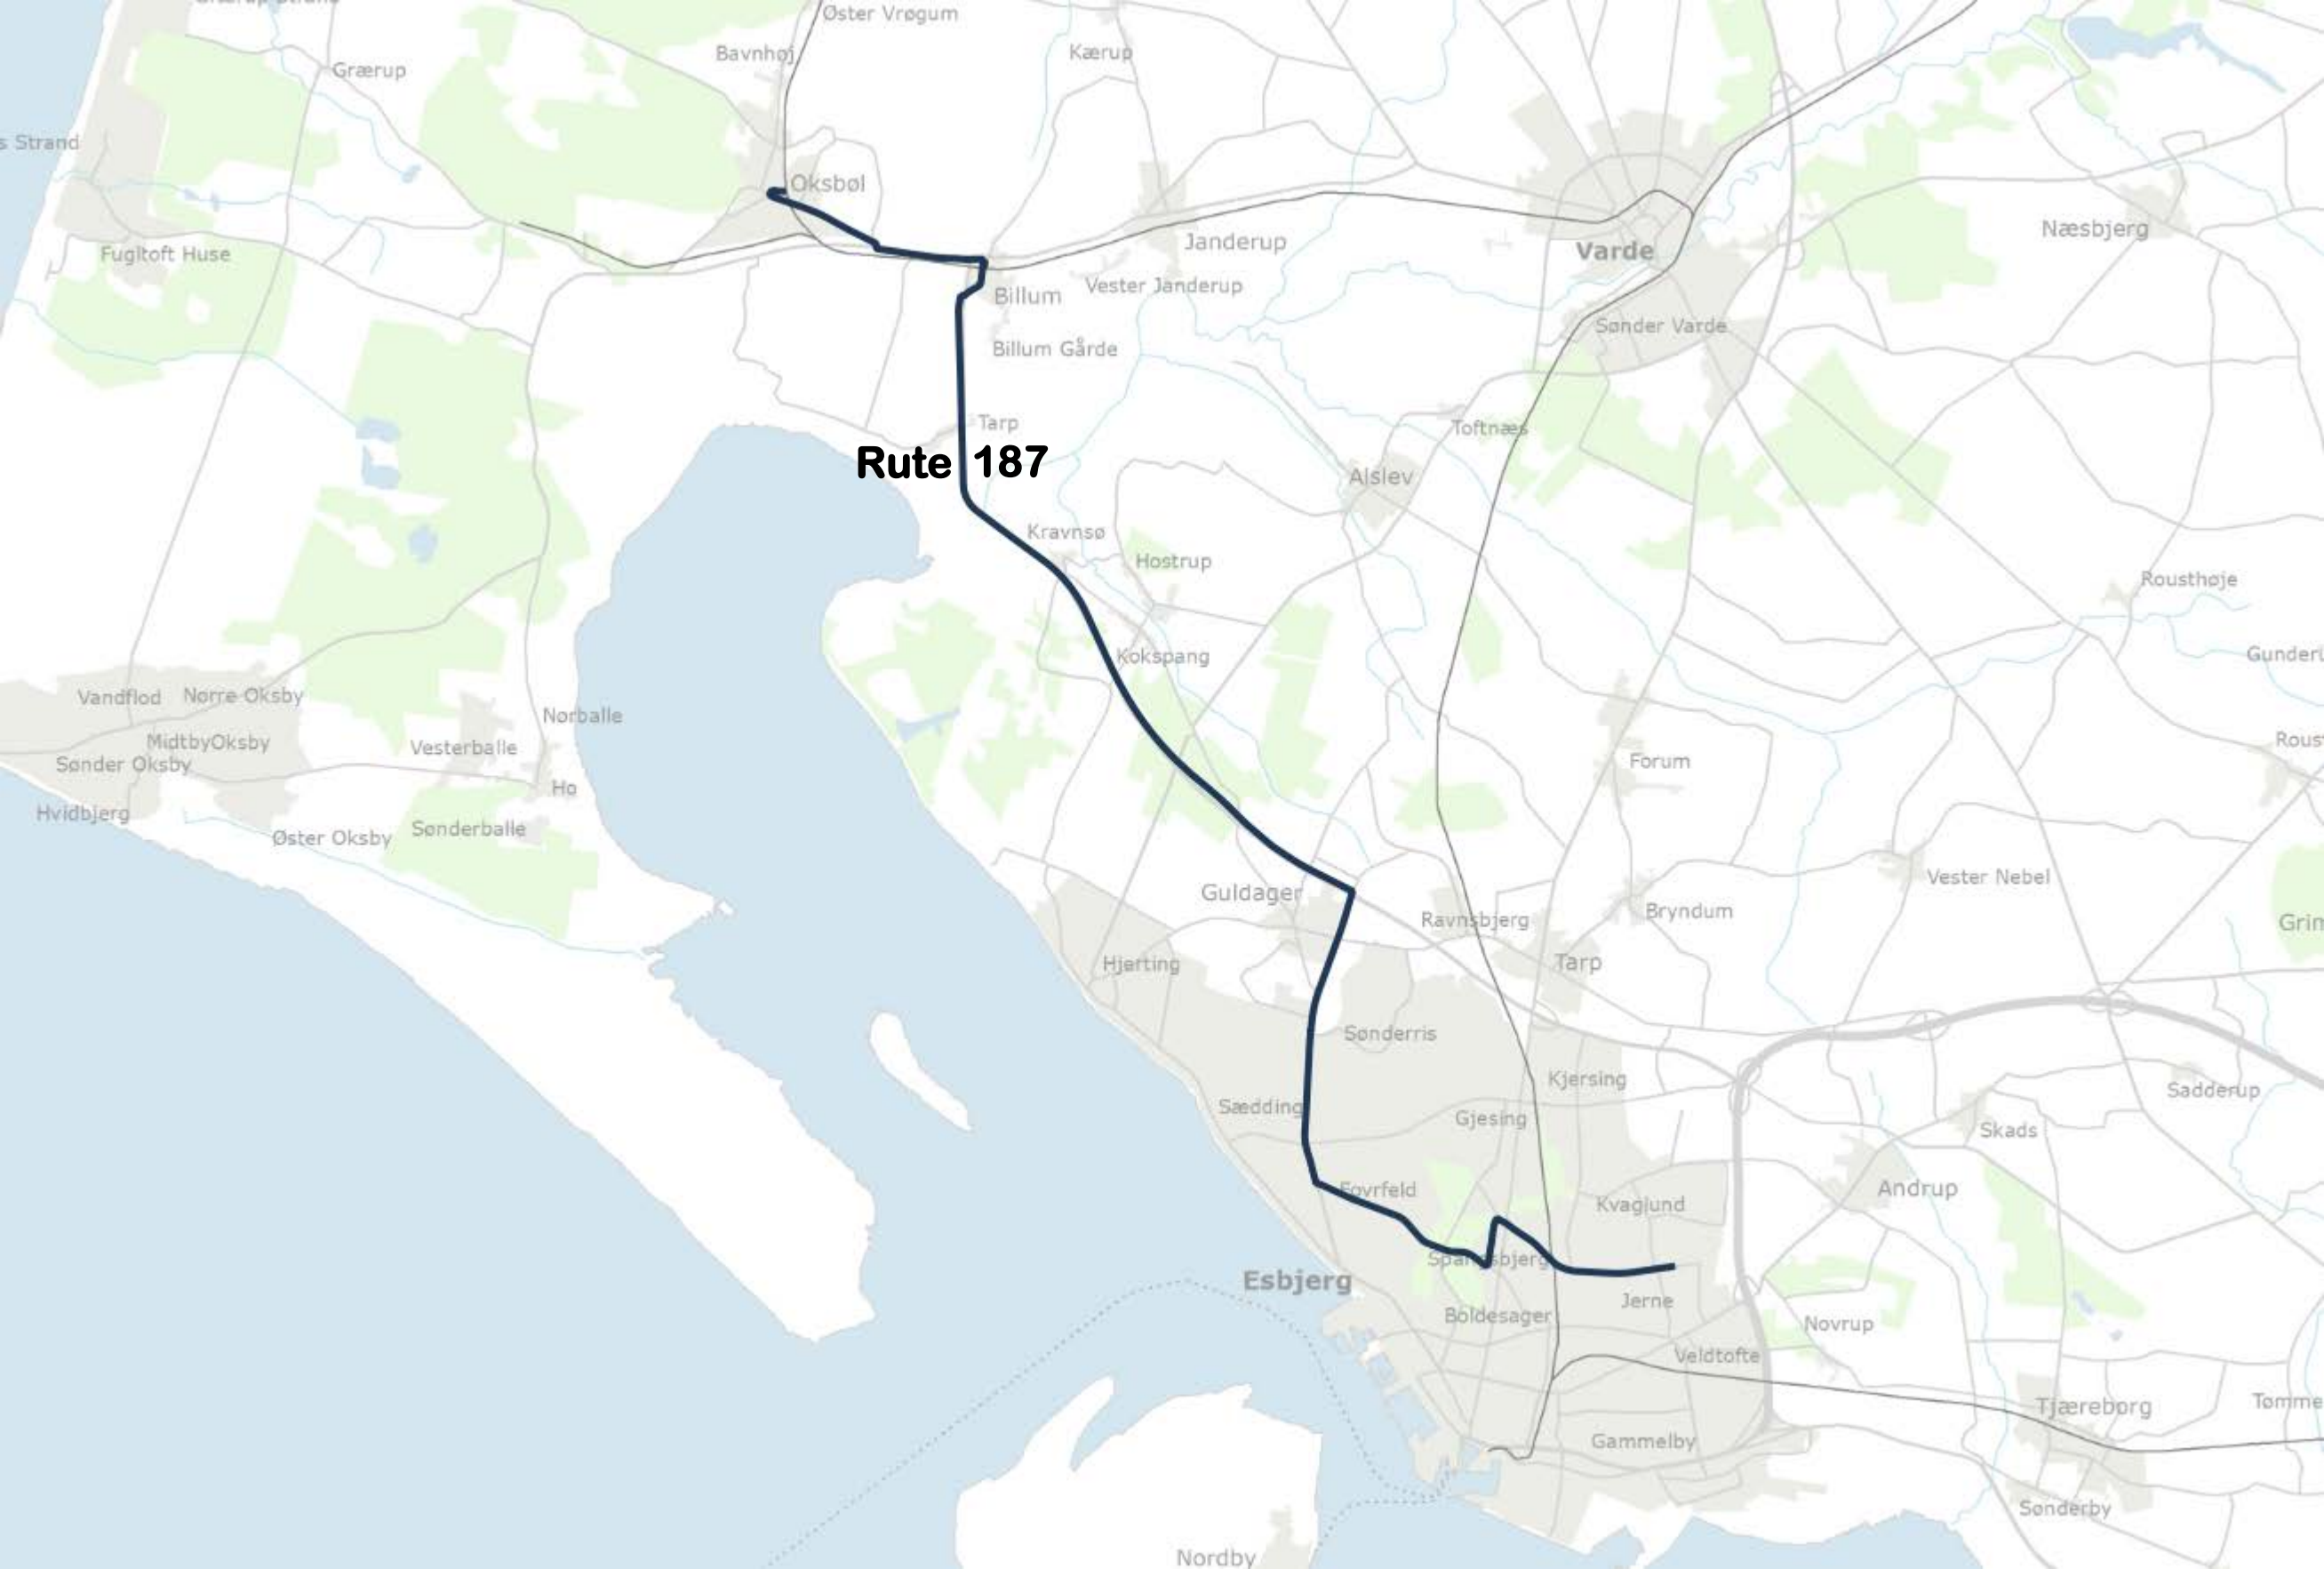 Øster Vrøgum
Bavnhøj
Kærup
Grærup
s Strand
Oksbøl
Næsbjerg
Janderup
Varde
Fugltoft Huse
Vester Janderup
Billum
Sønder Varde
Billum Gårde
Tarp
Toftnæs
Rute 187
Alslev
Kravnsø
Hostrup
Rousthøje
Kokspang
Vandflod
Nørre Oksby
Nørballe
MidtbyOksby
Vesterballe
Sønder Oksby
Forum
Ho
Hvidbjerg
Øster Oksby
Sønderballe
Vester Nebel
Guldager
Ravnsbjerg
Bryndum
Grin
Hjerting
Tarp
Sønderris
Kjersing
Sadderup
Sædding
Gjesing
Skads
Fovrfeld
Andrup
Kvaglund
Spangsbjerg
Esbjerg
Jerne
Boldesager
Novrup
Veldtofte
Tjæreborg
Tømme
Gammelby
Sønderby
Nordby